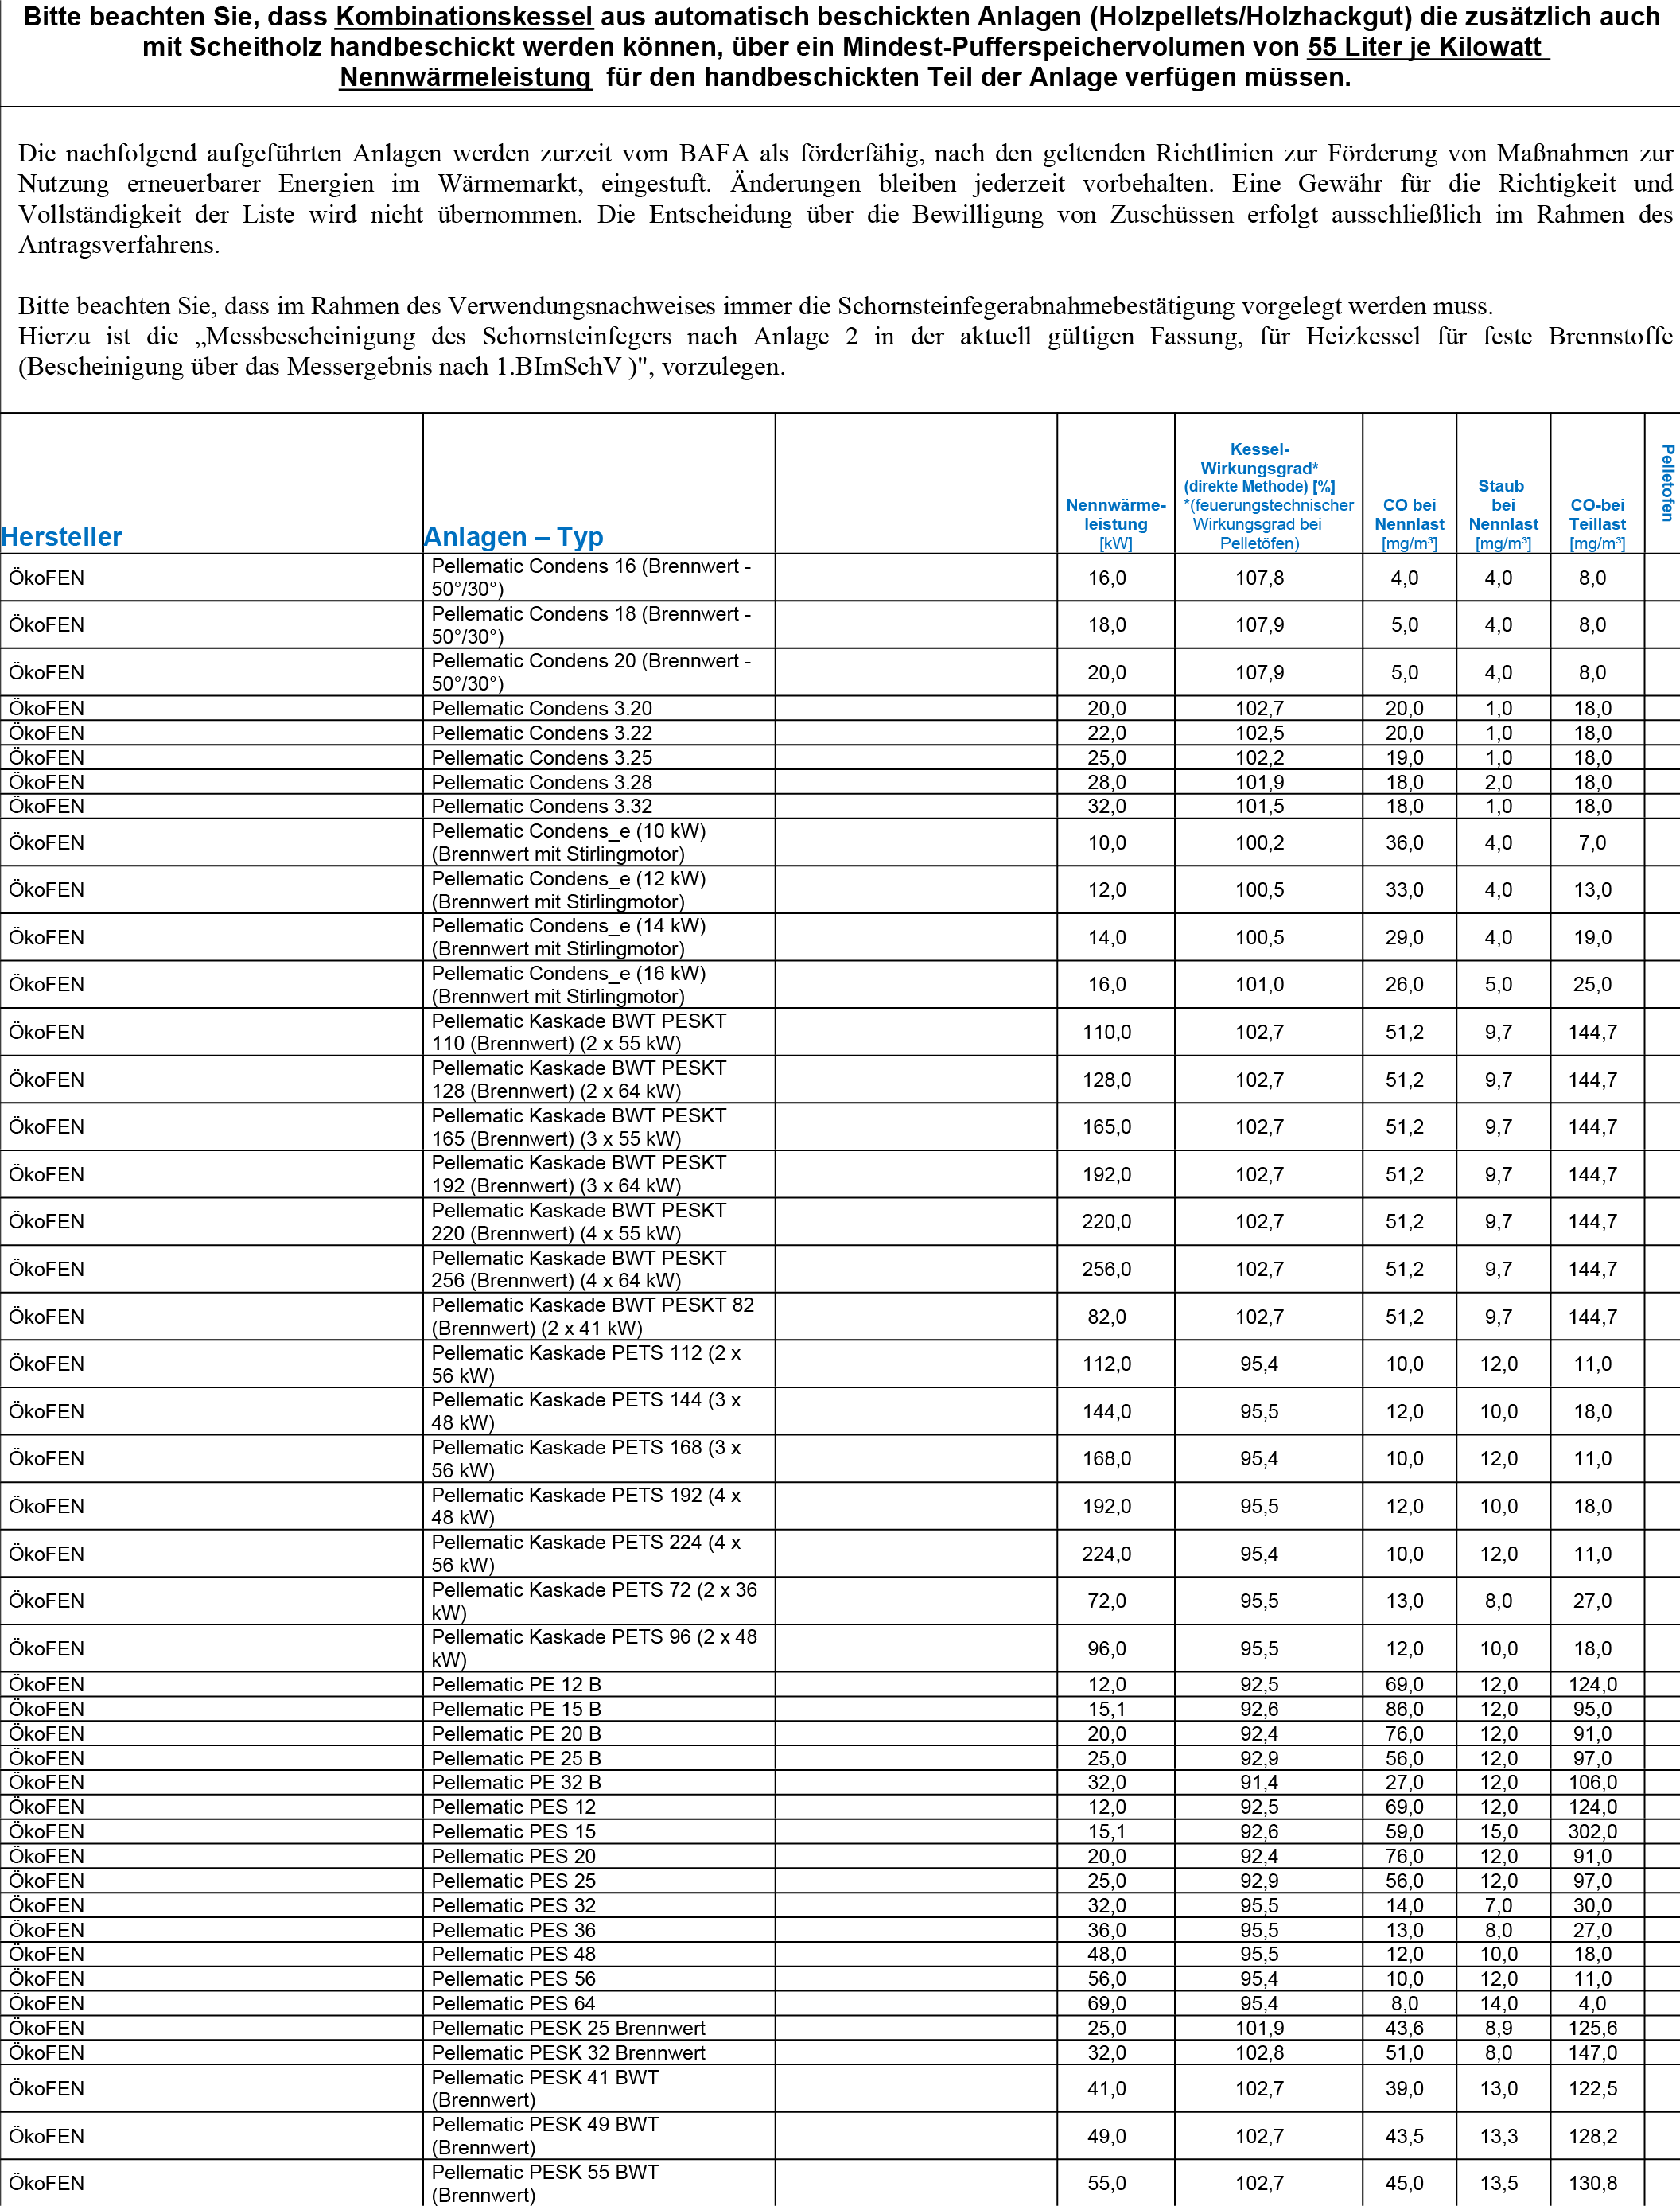 Bitte beachten Sie, dass Kombinationskessel aus automatisch beschickten Anlagen (Holzpellets/Holzhackgut) die zusätzlich auch
mit Scheitholz handbeschickt werden können, über ein Mindest-Pufferspeichervolumen von 55 Liter je Kilowatt
Nennwärmeleistung für den handbeschickten Teil der Anlage verfügen müssen.
Die nachfolgend aufgeführten Anlagen werden zurzeit vom BAFA als förderfähig, nach den geltenden Richtlinien zur Förderung von Maßnahmen zur
Nutzung erneuerbarer Energien im Wärmemarkt, eingestuft. Änderungen bleiben jederzeit vorbehalten. Eine Gewähr für die Richtigkeit und
Vollständigkeit der Liste wird nicht übernommen. Die Entscheidung über die Bewilligung von Zuschüssen erfolgt ausschließlich im Rahmen des
Antragsverfahrens.
Bitte beachten Sie, dass im Rahmen des Verwendungsnachweises immer die Schornsteinfegerabnahmebestätigung vorgelegt werden muss.
Hierzu ist die „Messbescheinigung des Schornsteinfegers nach Anlage 2 in der aktuell gültigen Fassung, für Heizkessel für feste Brennstoffe
(Bescheinigung über das Messergebnis nach 1.BImSchV )", vorzulegen.
Hersteller
Anlagen – Typ
Nennwärme-
leistung
[kW]
Kessel-
Wirkungsgrad*
(direkte Methode) [%]
*(feuerungstechnischer
Wirkungsgrad bei
Pelletöfen)
CO bei
Nennlast
[mg/m³]
Staub
bei
Nennlast
[mg/m³]
CO-bei
Teillast
[mg/m³]
Pelletofen
ÖkoFEN Pellematic Condens 16 (Brennwert -
50°/30°) 16,0 107,8 4,0 4,0 8,0
ÖkoFEN Pellematic Condens 18 (Brennwert -
50°/30°) 18,0 107,9 5,0 4,0 8,0
ÖkoFEN Pellematic Condens 20 (Brennwert -
50°/30°) 20,0 107,9 5,0 4,0 8,0
ÖkoFEN Pellematic Condens 3.20 20,0 102,7 20,0 1,0 18,0
ÖkoFEN Pellematic Condens 3.22 22,0 102,5 20,0 1,0 18,0
ÖkoFEN Pellematic Condens 3.25 25,0 102,2 19,0 1,0 18,0
ÖkoFEN Pellematic Condens 3.28 28,0 101,9 18,0 2,0 18,0
ÖkoFEN Pellematic Condens 3.32 32,0 101,5 18,0 1,0 18,0
ÖkoFEN Pellematic Condens_e (10 kW)
(Brennwert mit Stirlingmotor) 10,0 100,2 36,0 4,0 7,0
ÖkoFEN Pellematic Condens_e (12 kW)
(Brennwert mit Stirlingmotor) 12,0 100,5 33,0 4,0 13,0
ÖkoFEN Pellematic Condens_e (14 kW)
(Brennwert mit Stirlingmotor) 14,0 100,5 29,0 4,0 19,0
ÖkoFEN Pellematic Condens_e (16 kW)
(Brennwert mit Stirlingmotor) 16,0 101,0 26,0 5,0 25,0
ÖkoFEN Pellematic Kaskade BWT PESKT
110 (Brennwert) (2 x 55 kW) 110,0 102,7 51,2 9,7 144,7
ÖkoFEN Pellematic Kaskade BWT PESKT
128 (Brennwert) (2 x 64 kW) 128,0 102,7 51,2 9,7 144,7
ÖkoFEN Pellematic Kaskade BWT PESKT
165 (Brennwert) (3 x 55 kW) 165,0 102,7 51,2 9,7 144,7
ÖkoFEN Pellematic Kaskade BWT PESKT
192 (Brennwert) (3 x 64 kW) 192,0 102,7 51,2 9,7 144,7
ÖkoFEN Pellematic Kaskade BWT PESKT
220 (Brennwert) (4 x 55 kW) 220,0 102,7 51,2 9,7 144,7
ÖkoFEN Pellematic Kaskade BWT PESKT
256 (Brennwert) (4 x 64 kW) 256,0 102,7 51,2 9,7 144,7
ÖkoFEN Pellematic Kaskade BWT PESKT 82
(Brennwert) (2 x 41 kW) 82,0 102,7 51,2 9,7 144,7
ÖkoFEN Pellematic Kaskade PETS 112 (2 x
56 kW) 112,0 95,4 10,0 12,0 11,0
ÖkoFEN Pellematic Kaskade PETS 144 (3 x
48 kW) 144,0 95,5 12,0 10,0 18,0
ÖkoFEN Pellematic Kaskade PETS 168 (3 x
56 kW) 168,0 95,4 10,0 12,0 11,0
ÖkoFEN Pellematic Kaskade PETS 192 (4 x
48 kW) 192,0 95,5 12,0 10,0 18,0
ÖkoFEN Pellematic Kaskade PETS 224 (4 x
56 kW) 224,0 95,4 10,0 12,0 11,0
ÖkoFEN Pellematic Kaskade PETS 72 (2 x 36
kW) 72,0 95,5 13,0 8,0 27,0
ÖkoFEN Pellematic Kaskade PETS 96 (2 x 48
kW) 96,0 95,5 12,0 10,0 18,0
ÖkoFEN Pellematic PE 12 B 12,0 92,5 69,0 12,0 124,0
ÖkoFEN Pellematic PE 15 B 15,1 92,6 86,0 12,0 95,0
ÖkoFEN Pellematic PE 20 B 20,0 92,4 76,0 12,0 91,0
ÖkoFEN Pellematic PE 25 B 25,0 92,9 56,0 12,0 97,0
ÖkoFEN Pellematic PE 32 B 32,0 91,4 27,0 12,0 106,0
ÖkoFEN Pellematic PES 12 12,0 92,5 69,0 12,0 124,0
ÖkoFEN Pellematic PES 15 15,1 92,6 59,0 15,0 302,0
ÖkoFEN Pellematic PES 20 20,0 92,4 76,0 12,0 91,0
ÖkoFEN Pellematic PES 25 25,0 92,9 56,0 12,0 97,0
ÖkoFEN Pellematic PES 32 32,0 95,5 14,0 7,0 30,0
ÖkoFEN Pellematic PES 36 36,0 95,5 13,0 8,0 27,0
ÖkoFEN Pellematic PES 48 48,0 95,5 12,0 10,0 18,0
ÖkoFEN Pellematic PES 56 56,0 95,4 10,0 12,0 11,0
ÖkoFEN Pellematic PES 64 69,0 95,4 8,0 14,0 4,0
ÖkoFEN Pellematic PESK 25 Brennwert 25,0 101,9 43,6 8,9 125,6
ÖkoFEN Pellematic PESK 32 Brennwert 32,0 102,8 51,0 8,0 147,0
ÖkoFEN Pellematic PESK 41 BWT
(Brennwert) 41,0 102,7 39,0 13,0 122,5
ÖkoFEN Pellematic PESK 49 BWT
(Brennwert) 49,0 102,7 43,5 13,3 128,2
ÖkoFEN Pellematic PESK 55 BWT
(Brennwert) 55,0 102,7 45,0 13,5 130,8